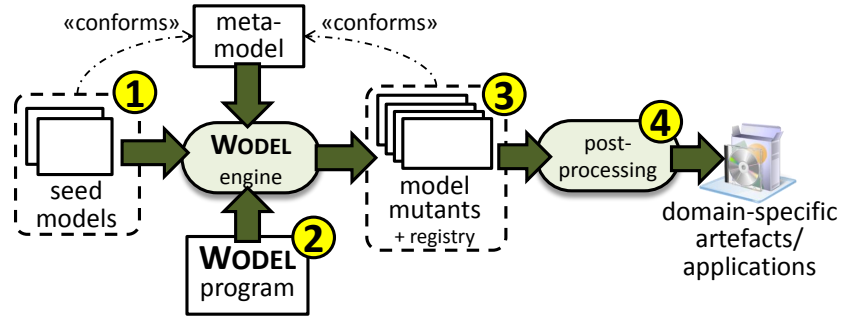 «conforms»
meta-
model
«conforms»
1
3
4
WODEL
engine
post-
processing
seed
models
model
mutants
+ registry
domain-specific
artefacts/
applications
2
WODEL
program